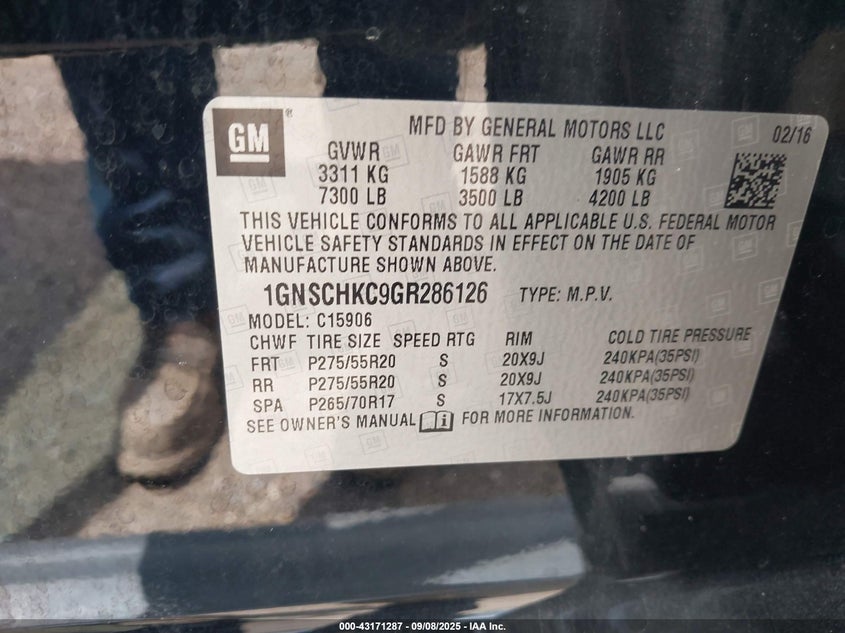 GM ®
MFD BY GENERAL MOTORS LLC 02/16
GVWR GAWR FRT GAWR RR
3311 KG 1588 KG 1905 KG
7300 LB 3500 LB 4200 LB
THIS VEHICLE CONFORMS TO ALL APPLICABLE U.S. FEDERAL MOTOR
VEHICLE SAFETY STANDARDS IN EFFECT ON THE DATE OF
MANUFACTURE SHOWN ABOVE.
1GNSCHKC9GR286126 TYPE: M.P.V.
MODEL: C15906
CHWF TIRE SIZE SPEED RTG RIM COLD TIRE PRESSURE
FRT P275/55R20 S 20X9J 240KPA(35PSI)
RR P275/55R20 S 20X9J 240KPA(35PSI)
SPA P265/70R17 S 17X7.5J 240KPA(35PSI)
SEE OWNER'S MANUAL FOR MORE INFORMATION.
000-43171287 - 09/08/2025 - IAA Inc.